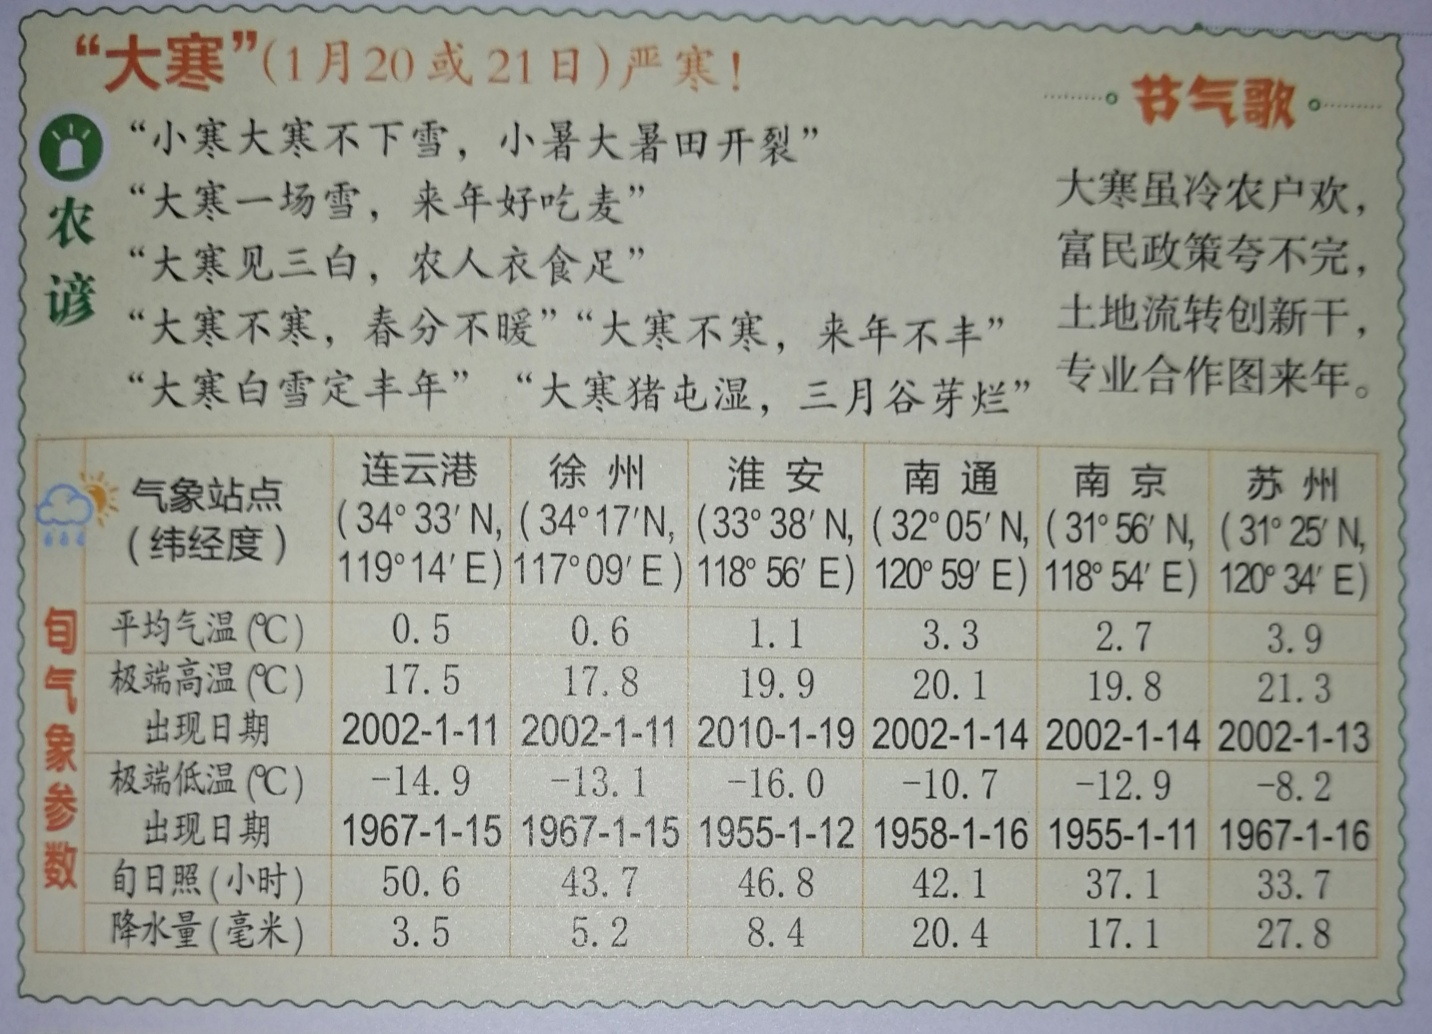 “大寒”(1月20或21日)严寒!
农谚
“小寒大寒不下雪，小暑大暑田开裂”
“大寒一场雪，来年好吃麦”
“大寒见三白，农人衣食足”
“大寒不寒，春分不暖” “大寒不寒，来年不丰”
“大寒白雪定丰年” “大寒猪屯湿，三月谷芽烂”
节气歌
大寒虽冷农户欢，
富民政策夸不完，
土地流转创新干，
专业合作图来年。
旬气象参数
气象站点(纬经度) 连云港(34°33′N,119°14′E) 徐州(34°17′N,117°09′E) 淮安(33°38′N,118°56′E) 南通(32°05′N,120°59′E) 南京(31°56′N,118°54′E) 苏州(31°25′N,120°34′E)
平均气温(℃) 0.5 0.6 1.1 3.3 2.7 3.9
极端高温(℃) 17.5 17.8 19.9 20.1 19.8 21.3
出现日期 2002-1-11 2002-1-11 2010-1-19 2002-1-14 2002-1-14 2002-1-13
极端低温(℃) -14.9 -13.1 -16.0 -10.7 -12.9 -8.2
出现日期 1967-1-15 1967-1-15 1955-1-12 1958-1-16 1955-1-11 1967-1-16
旬日照(小时) 50.6 43.7 46.8 42.1 37.1 33.7
降水量(毫米) 3.5 5.2 8.4 20.4 17.1 27.8